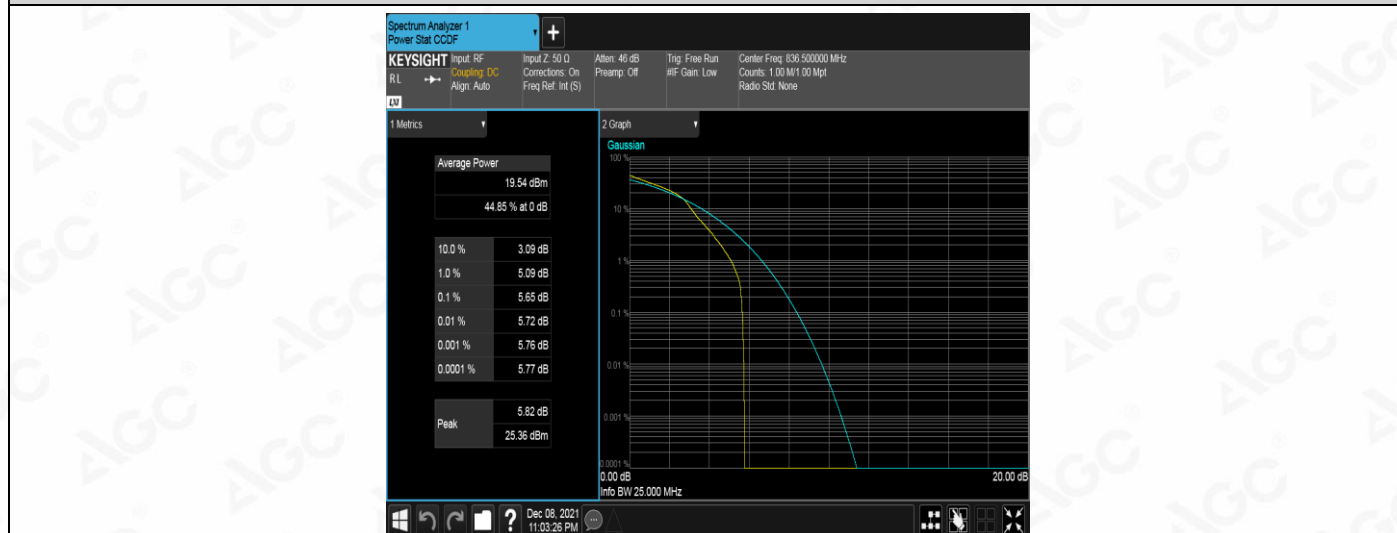 Spectrum Analyzer 1
Power Stat CCDF
+
KEYSIGHT
RL
LXI
Input: RF
Coupling: DC
Align: Auto
Input Z: 50 Ω
Corrections: On
Freq Ref: Int (S)
Atten: 46 dB
Preamp: Off
Trig: Free Run
#IF Gain: Low
Center Freq: 836.500000 MHz
Counts: 1.00 M/1.00 Mpt
Radio Std: None
1 Metrics
Average Power
19.54 dBm
44.85 % at 0 dB
10.0 % 3.09 dB
1.0 % 5.09 dB
0.1 % 5.65 dB
0.01 % 5.72 dB
0.001 % 5.76 dB
0.0001 % 5.77 dB
Peak
5.82 dB
25.36 dBm
2 Graph
Gaussian
100 %
10 %
1 %
0.1 %
0.01 %
0.001 %
0.0001 %
0.00 dB 20.00 dB
Info BW 25.000 MHz
?
Dec 08, 2021
11:03:26 PM
AGC